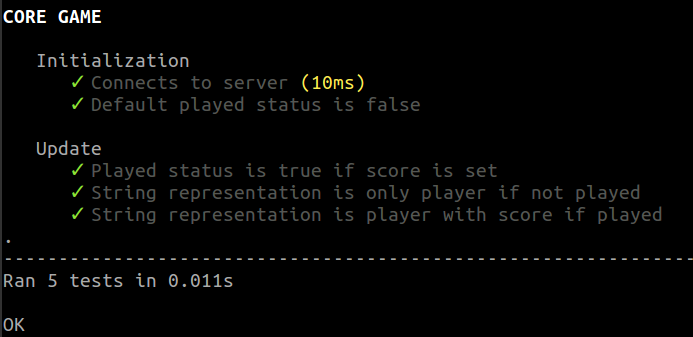 CORE GAME
Initialization
✓ Connects to server (10ms)
✓ Default played status is false
Update
✓ Played status is true if score is set
✓ String representation is only player if not played
✓ String representation is player with score if played
.
----------------------------------------------------------------------
Ran 5 tests in 0.011s
OK